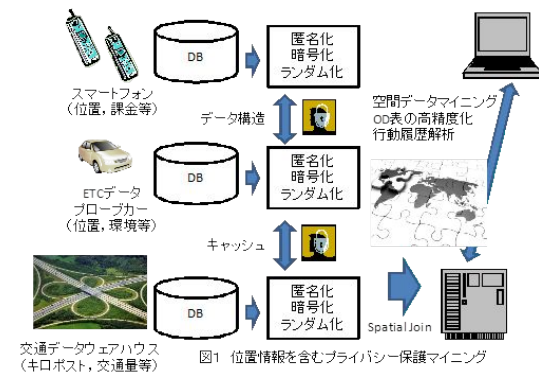 DB
匿名化
暗号化
ランダム化
スマートフォン
(位置,課金等)
データ構造
空間データマイニング
OD表の高精度化
行動履歴解析
DB
匿名化
暗号化
ランダム化
ETCデータ
プローブカー
(位置,環境等)
キャッシュ
DB
匿名化
暗号化
ランダム化
Spatial Join
交通データウェアハウス
(キロポスト,交通量等)
図1 位置情報を含むプライバシー保護マイニング